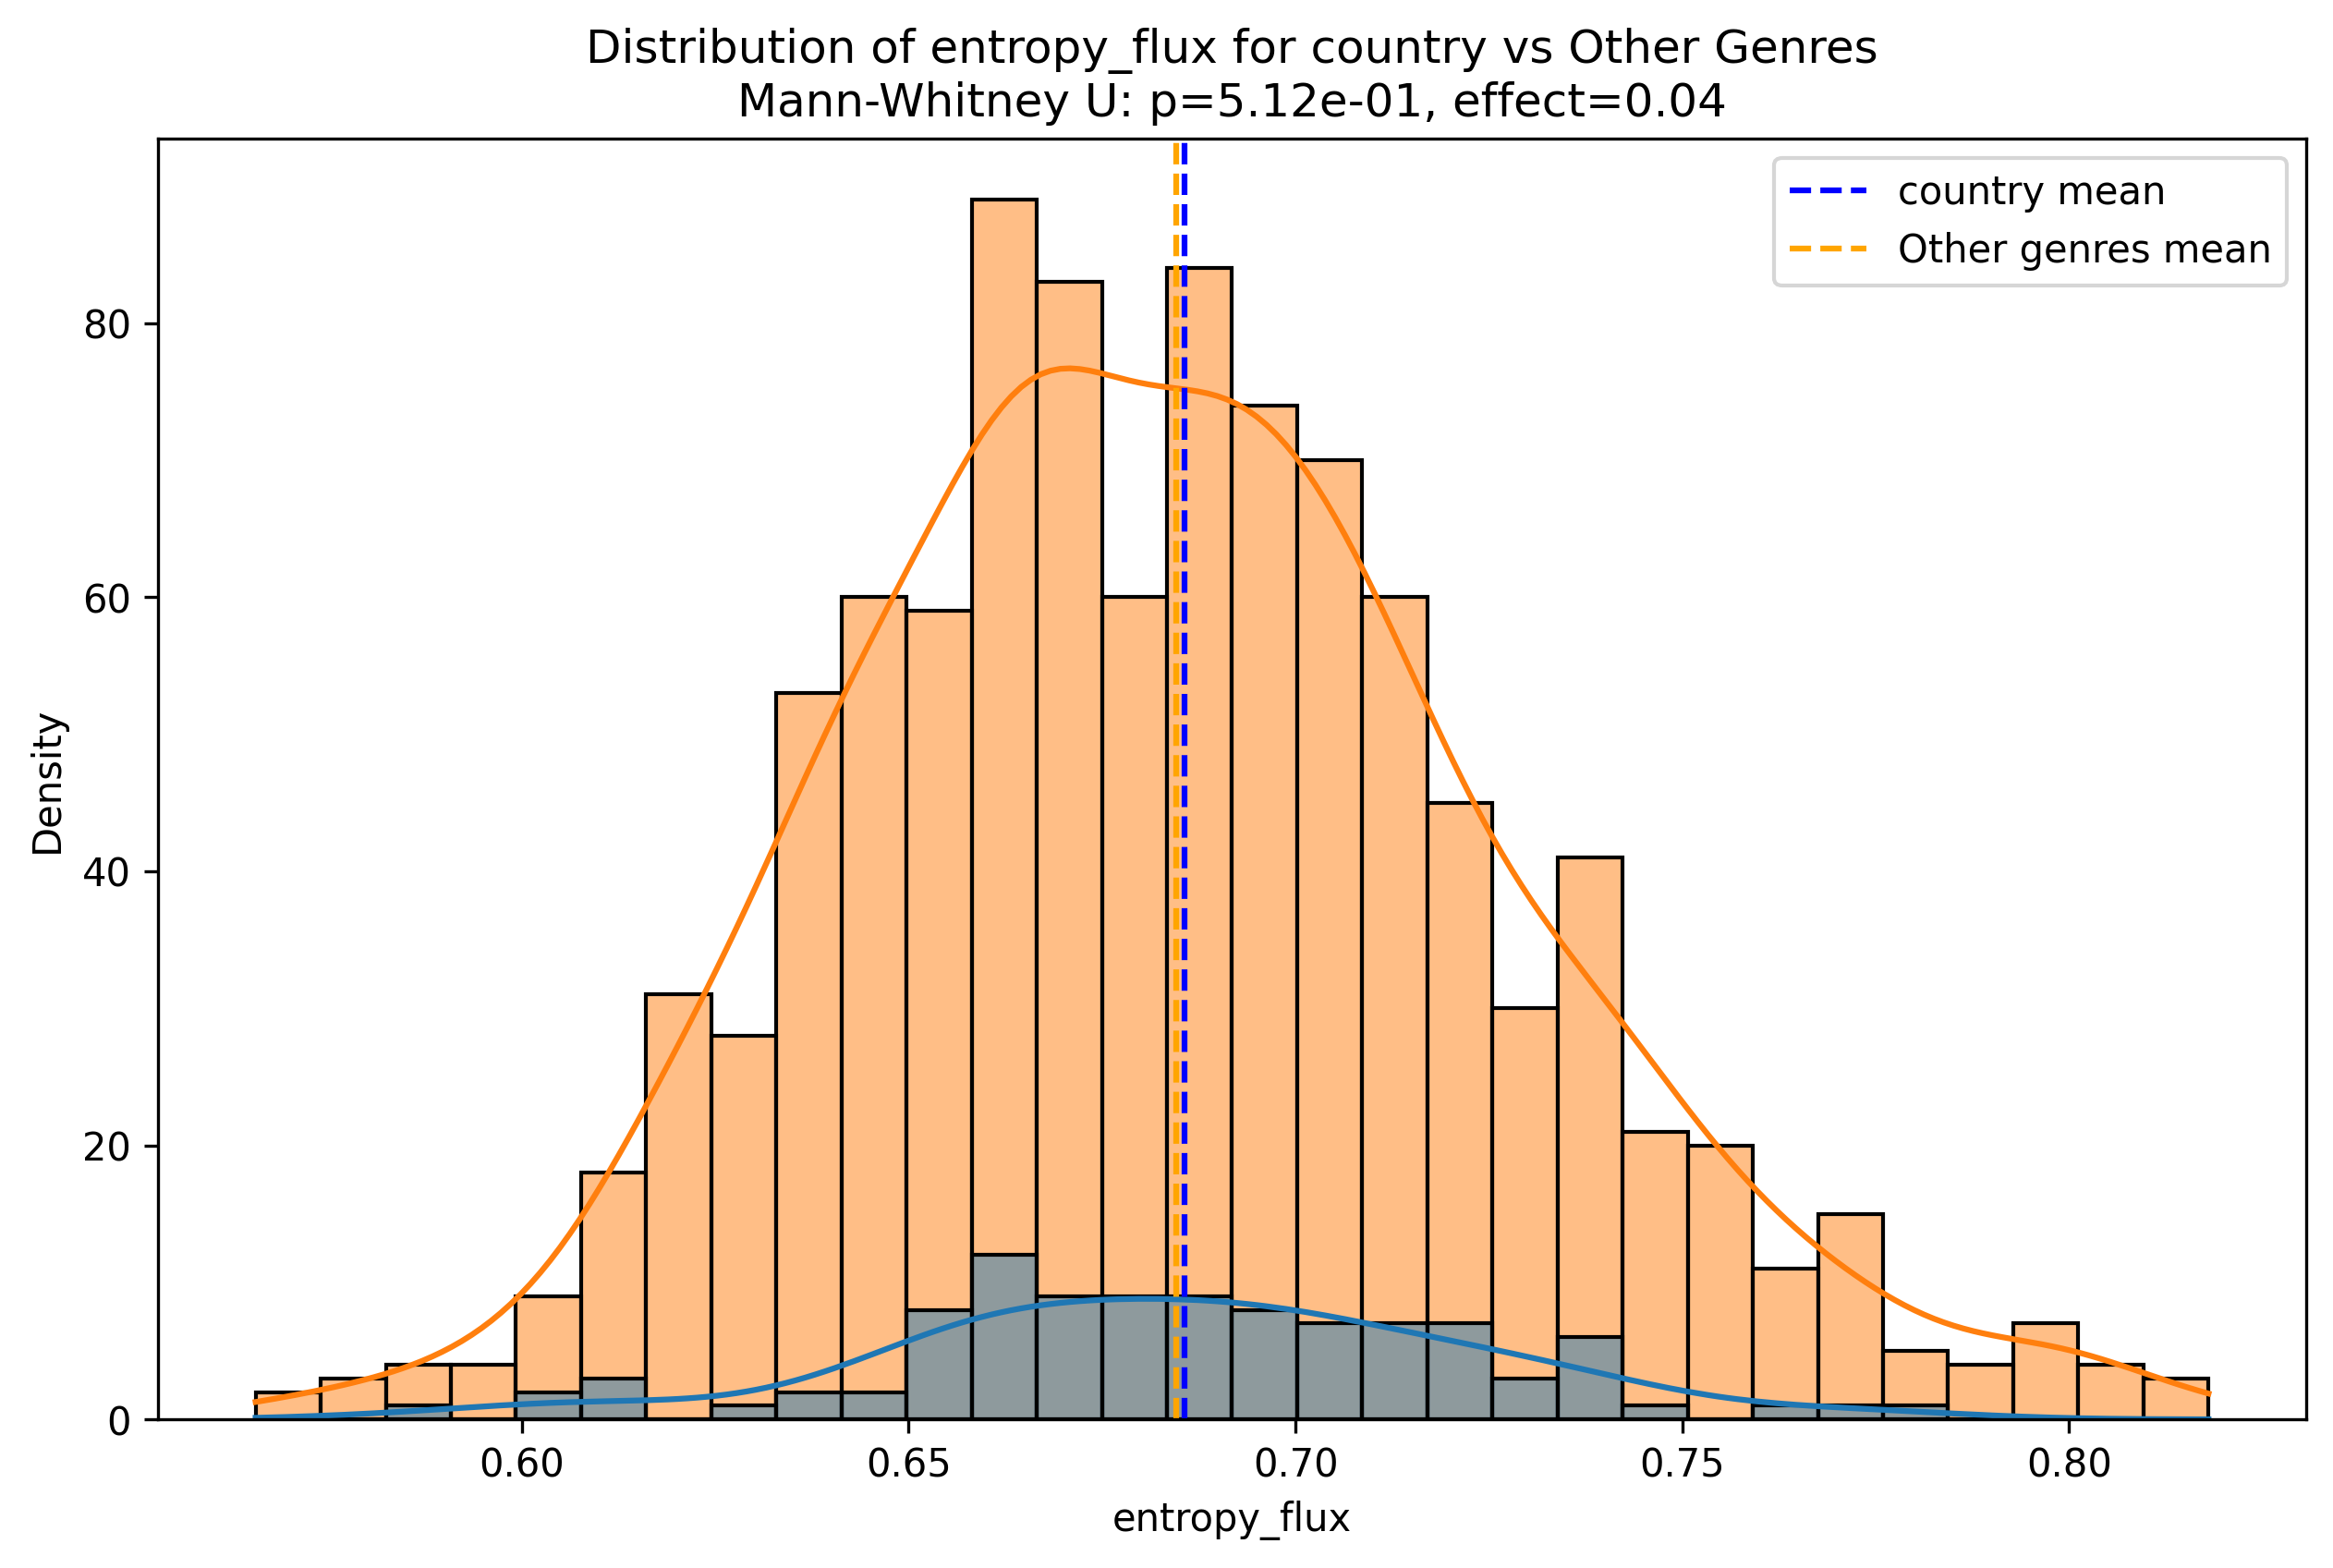 Distribution of entropy_flux for country vs Other Genres
Mann-Whitney U: p=5.12e-01, effect=0.04
country mean
Other genres mean
80
60
40
20
0
Density
0.60 0.65 0.70 0.75 0.80
entropy_flux